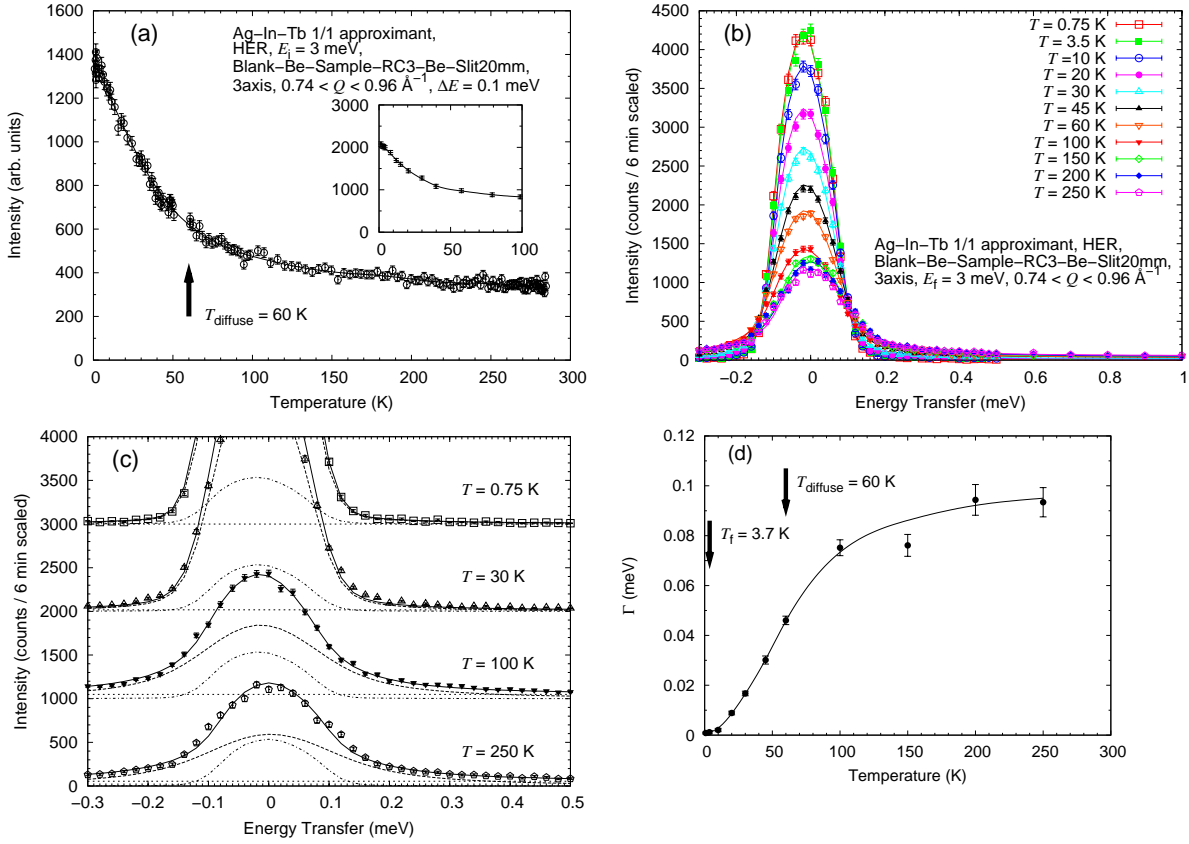 (a)
Ag–In–Tb 1/1 approximant,
HER, Ei = 3 meV,
Blank–Be–Sample–RC3–Be–Slit20mm,
3axis, 0.74 < Q < 0.96 Å−1, ΔE = 0.1 meV
1600
1400
1200
1000
800
600
400
200
0
Intensity (arb. units)
3000
2000
1000
0
0 20 40 60 80 100
Tdiffuse = 60 K
0 50 100 150 200 250 300
Temperature (K)
(b)
4500
4000
3500
3000
2500
2000
1500
1000
500
0
Intensity (counts / 6 min scaled)
T = 0.75 K
T = 3.5 K
T =10 K
T = 20 K
T = 30 K
T = 45 K
T = 60 K
T = 100 K
T = 150 K
T = 200 K
T = 250 K
Ag–In–Tb 1/1 approximant, HER,
Blank–Be–Sample–RC3–Be–Slit20mm,
3axis, Ef = 3 meV, 0.74 < Q < 0.96 Å−1
−0.2 0 0.2 0.4 0.6 0.8 1
Energy Transfer (meV)
(c)
4000
3500
3000
2500
2000
1500
1000
500
0
Intensity (counts / 6 min scaled)
T = 0.75 K
T = 30 K
T = 100 K
T = 250 K
−0.3 −0.2 −0.1 0 0.1 0.2 0.3 0.4 0.5
Energy Transfer (meV)
(d)
0.12
0.1
0.08
0.06
0.04
0.02
0
Γ (meV)
Tdiffuse = 60 K
Tf = 3.7 K
0 50 100 150 200 250 300
Temperature (K)